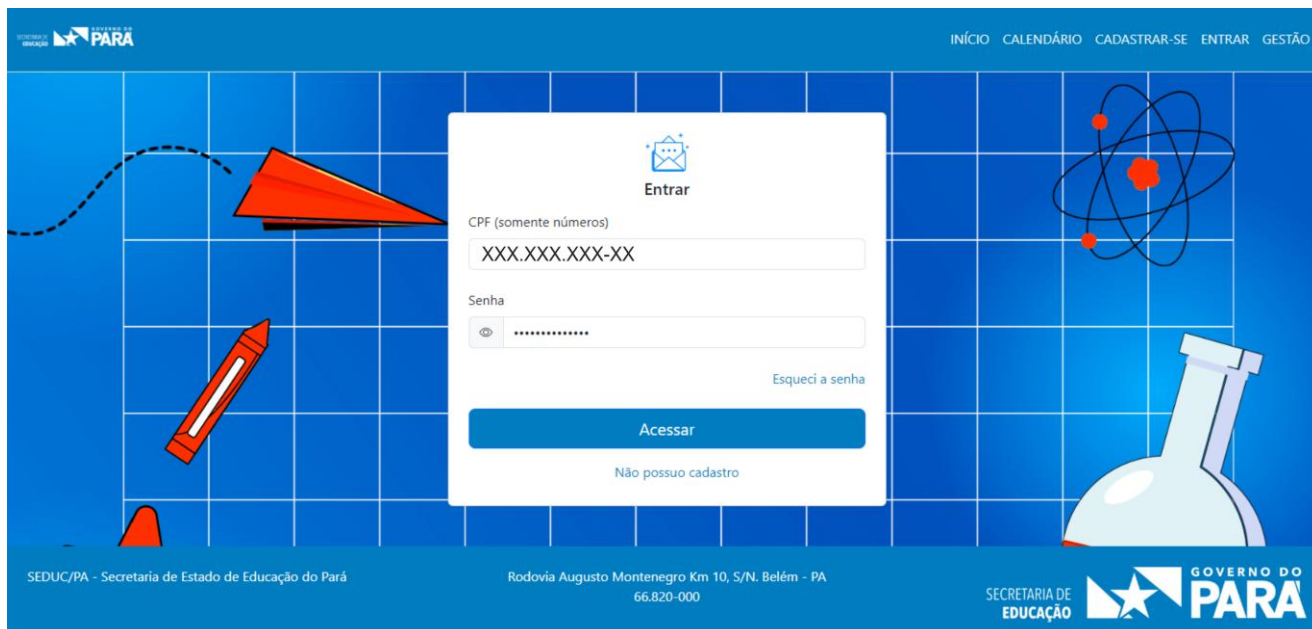 SECRETARIA DE
EDUCAÇÃO
GOVERNO DO
PARÁ
INÍCIO CALENDÁRIO CADASTRAR-SE ENTRAR GESTÃO
Entrar
CPF (somente números)
XXX.XXX.XXX-XX
Senha
••••••••••••••
Esqueci a senha
Acessar
Não possuo cadastro
SEDUC/PA - Secretaria de Estado de Educação do Pará
Rodovia Augusto Montenegro Km 10, S/N. Belém - PA
66.820-000
SECRETARIA DE
EDUCAÇÃO
GOVERNO DO
PARÁ